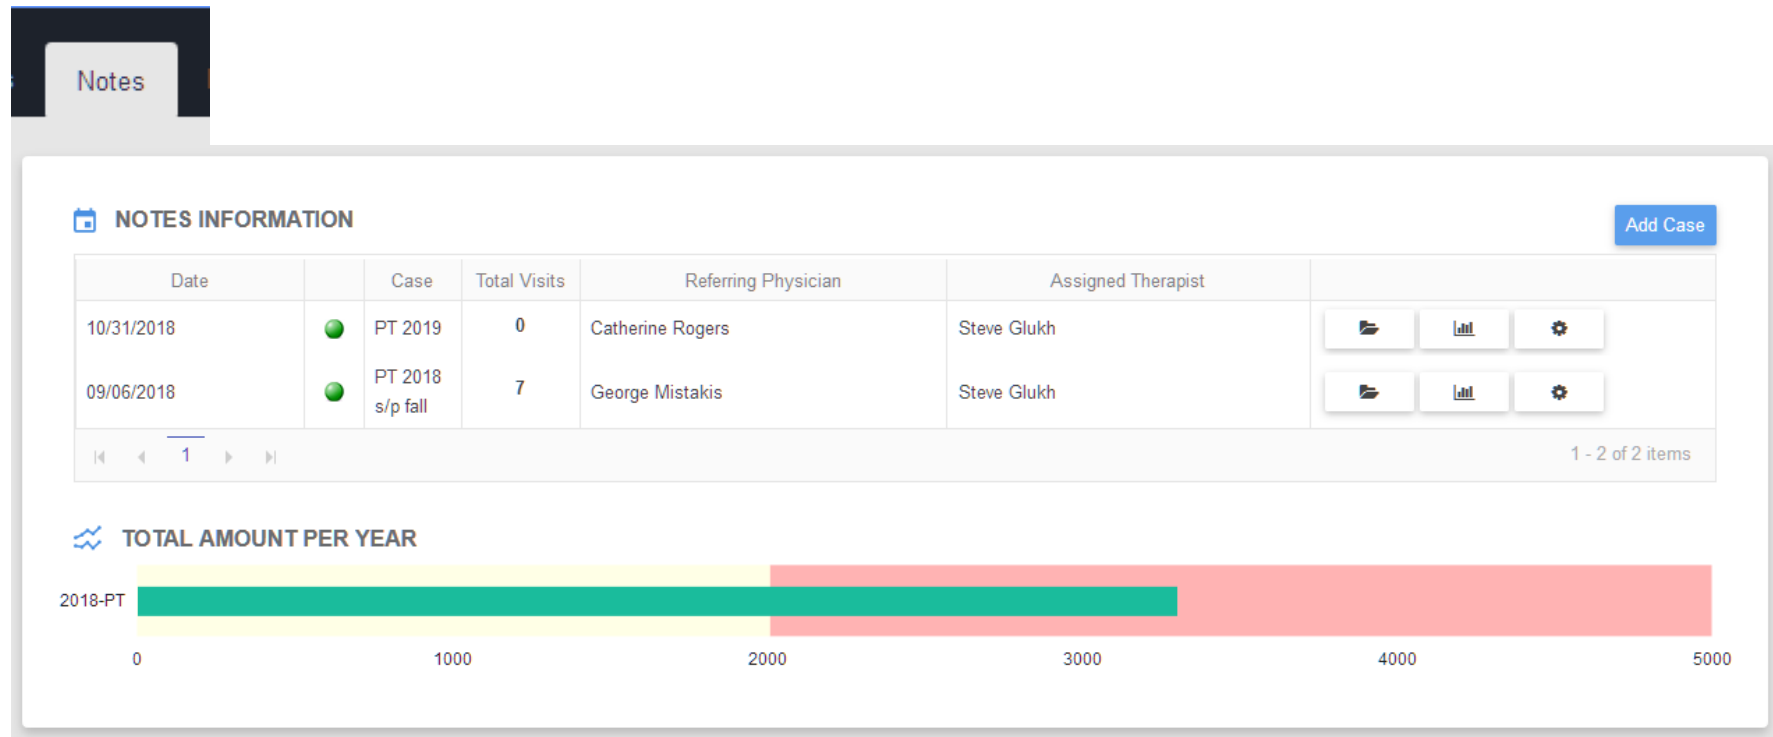 Notes
NOTES INFORMATION
Add Case
Date Case Total Visits Referring Physician Assigned Therapist
10/31/2018 PT 2019 0 Catherine Rogers Steve Glukh
09/06/2018 PT 2018 s/p fall 7 George Mistakis Steve Glukh
1 1 - 2 of 2 items
TOTAL AMOUNT PER YEAR
2018-PT
0 1000 2000 3000 4000 5000